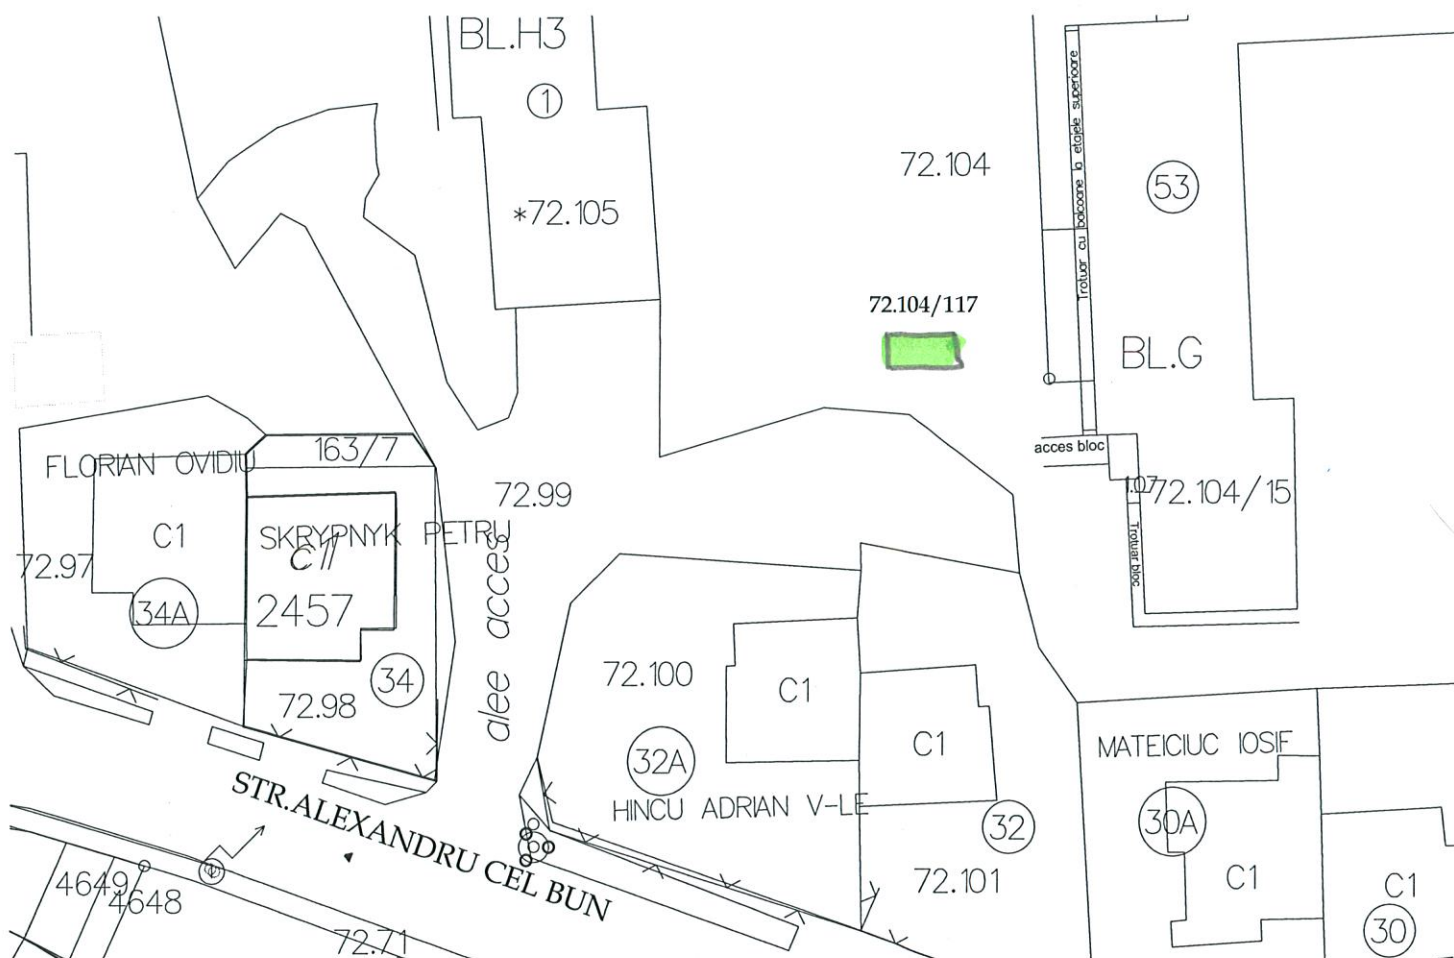 BL.H3
1
*72.105
72.104
53
Trotuar cu balcoane la etajele superioare
72.104/117
BL.G
acces bloc
1.07
72.104/15
Trotuar bloc
FLORIAN OVIDIU
163/7
72.99
C1
SKRYPNYK PETRU
C1
72.97
34A
2457
alee acces
72.98
34
72.100
C1
32A
C1
MATEICIUC IOSIF
HINCU ADRIAN V-LE
32
30A
STR.ALEXANDRU CEL BUN
72.101
C1
C1
30
4649
4648
72.71